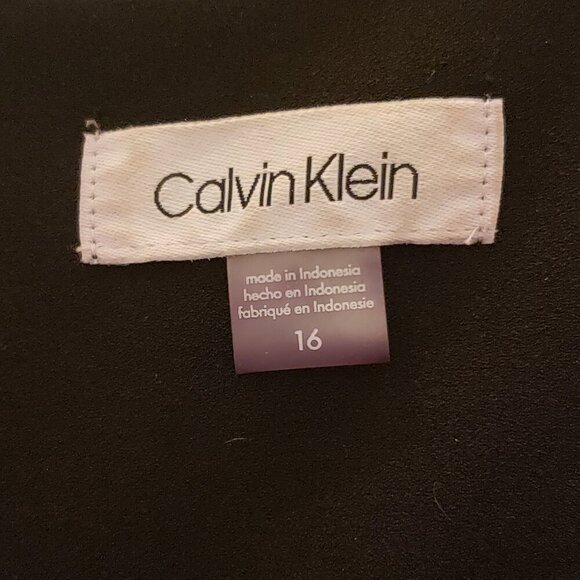 Calvin Klein
made in Indonesia
hecho en Indonesia
fabriqué en Indonesie
16